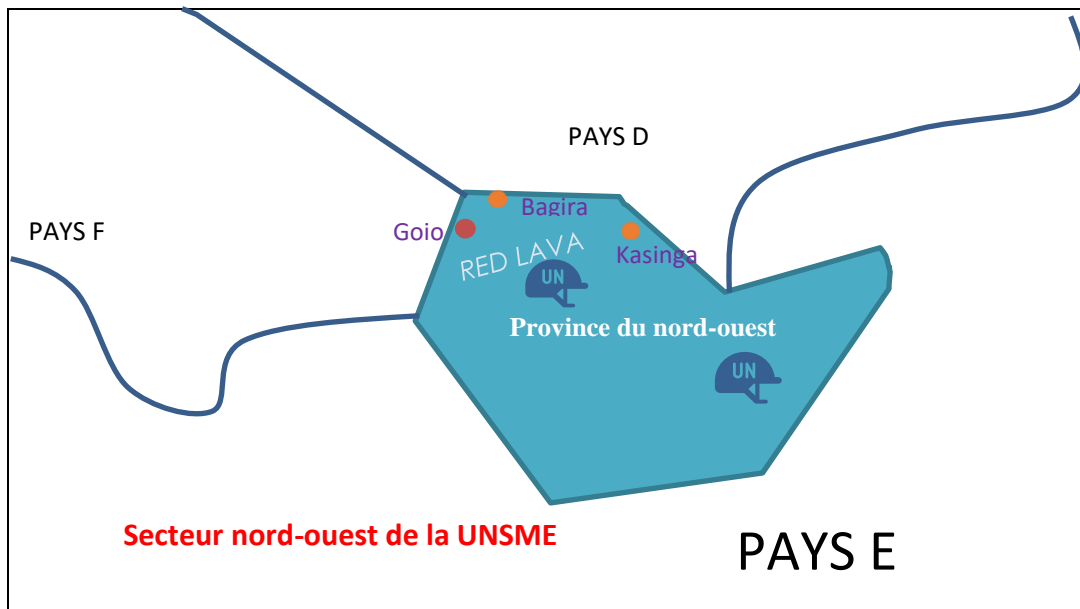 PAYS D
Bagira
PAYS F
Goio
Kasinga
RED LAVA
UN
Province du nord-ouest
UN
Secteur nord-ouest de la UNSME
PAYS E